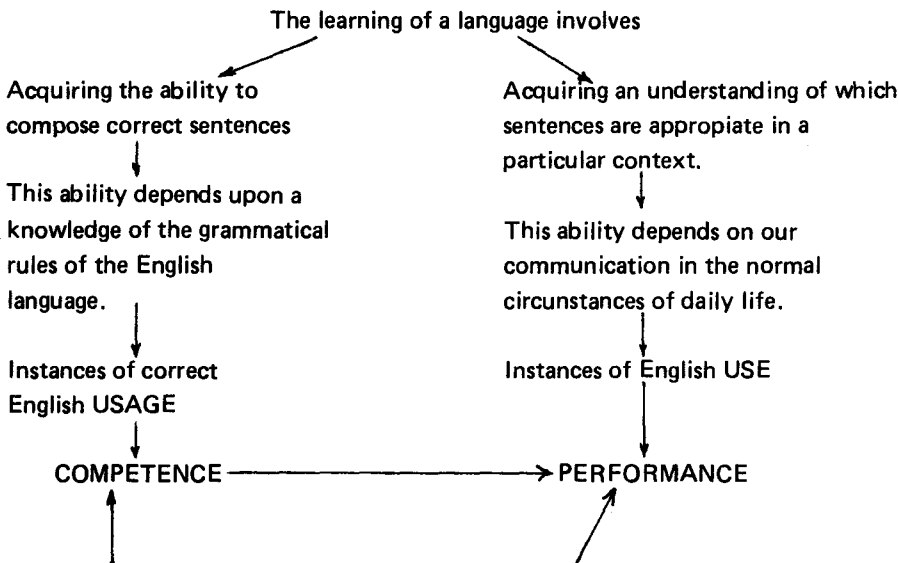 The learning of a language involves
Acquiring the ability to
compose correct sentences
This ability depends upon a
knowledge of the grammatical
rules of the English
language.
Instances of correct
English USAGE
COMPETENCE
Acquiring an understanding of which
sentences are appropiate in a
particular context.
This ability depends on our
communication in the normal
circunstances of daily life.
Instances of English USE
PERFORMANCE